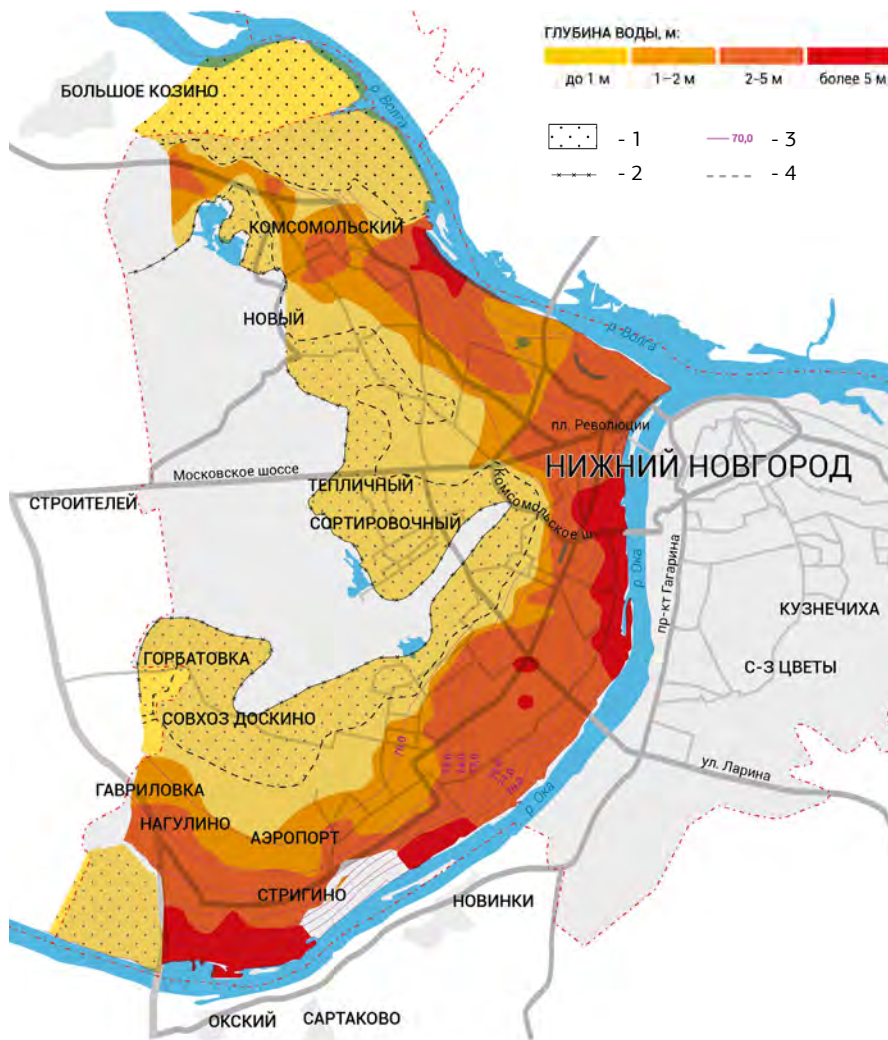 ГЛУБИНА ВОДЫ, м:
до 1 м
1–2 м
2-5 м
более 5 м
- 1
70,0 - 3
- 2
- 4
БОЛЬШОЕ КОЗИНО
р. Волга
КОМСОМОЛЬСКИЙ
НОВЫЙ
р. Волга
пл. Революции
НИЖНИЙ НОВГОРОД
Московское шоссе
ТЕПЛИЧНЫЙ
СТРОИТЕЛЕЙ
СОРТИРОВОЧНЫЙ
Комсомольское ш.
р. Ока
пр-кт Гагарина
КУЗНЕЧИХА
ГОРБАТОВКА
С-З ЦВЕТЫ
СОВХОЗ ДОСКИНО
ул. Ларина
ГАВРИЛОВКА
НАГУЛИНО
АЭРОПОРТ
р. Ока
СТРИГИНО
НОВИНКИ
ОКСКИЙ
САРТАКОВО